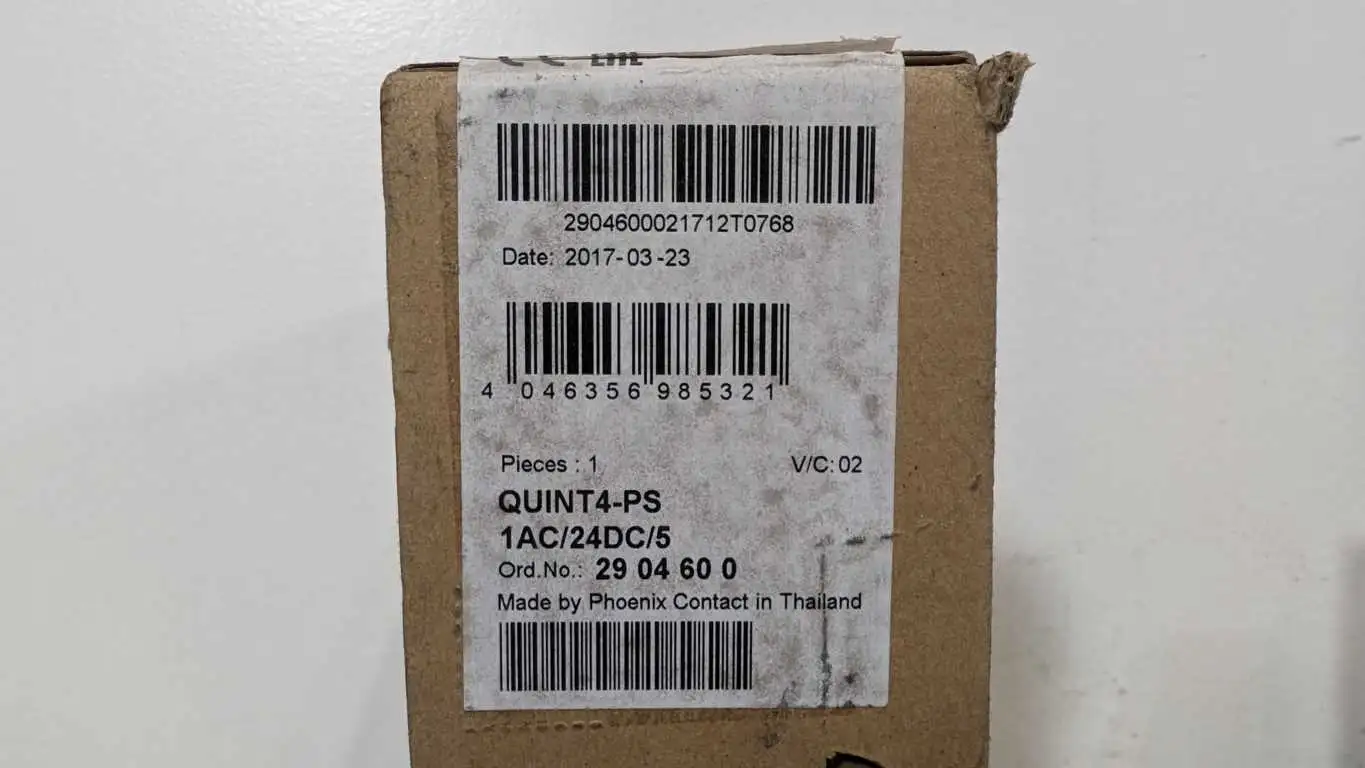 2904600021712T0768
Date: 2017-03-23
4 046356 985321
Pieces : 1 V/C: 02
QUINT4-PS
1AC/24DC/5
Ord.No.: 29 04 60 0
Made by Phoenix Contact in Thailand